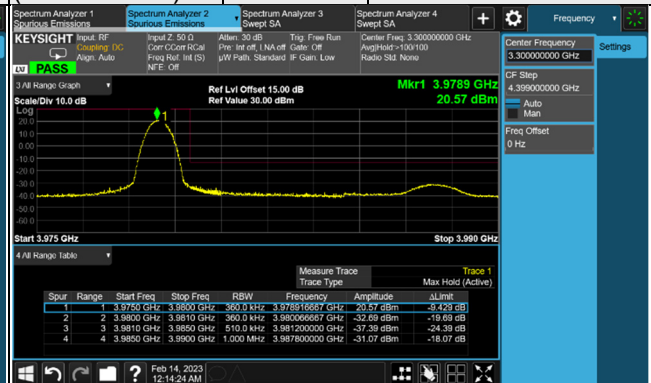 Spectrum Analyzer 1 Spurious Emissions
Spectrum Analyzer 2 Spurious Emissions
Spectrum Analyzer 3 Swept SA
Spectrum Analyzer 4 Swept SA
+
Frequency
KEYSIGHT
LXI PASS
Input: RF
Coupling: DC
Align: Auto
Input Z: 50 Ω
Corr CCorr RCal
Freq Ref: Int (S)
NFE: Off
Atten: 30 dB
Pre: Int off, LNA off
µW Path: Standard
Trig: Free Run
Gate: Off
IF Gain: Low
Center Freq: 3.300000000 GHz
Avg|Hold:>100/100
Radio Std: None
Center Frequency
3.300000000 GHz
Settings
CF Step
4.399000000 GHz
Auto
Man
Freq Offset
0 Hz
3 All Range Graph
Scale/Div 10.0 dB
Ref Lvl Offset 15.00 dB
Ref Value 30.00 dBm
Mkr1 3.9789 GHz
20.57 dBm
Log
20.0
10.0
0.00
-10.0
-20.0
-30.0
-40.0
-50.0
-60.0
1
Start 3.975 GHz
Stop 3.990 GHz
4 All Range Table
Measure Trace Trace 1
Trace Type Max Hold (Active)
Spur Range Start Freq Stop Freq RBW Frequency Amplitude ΔLimit
1 1 3.9750 GHz 3.9800 GHz 360.0 kHz 3.978916667 GHz 20.57 dBm -9.429 dB
2 2 3.9800 GHz 3.9810 GHz 360.0 kHz 3.980066667 GHz -32.69 dBm -19.69 dB
3 3 3.9810 GHz 3.9850 GHz 510.0 kHz 3.981200000 GHz -37.39 dBm -24.39 dB
4 4 3.9850 GHz 3.9900 GHz 1.000 MHz 3.987800000 GHz -31.07 dBm -18.07 dB
?
Feb 14, 2023
12:14:24 AM